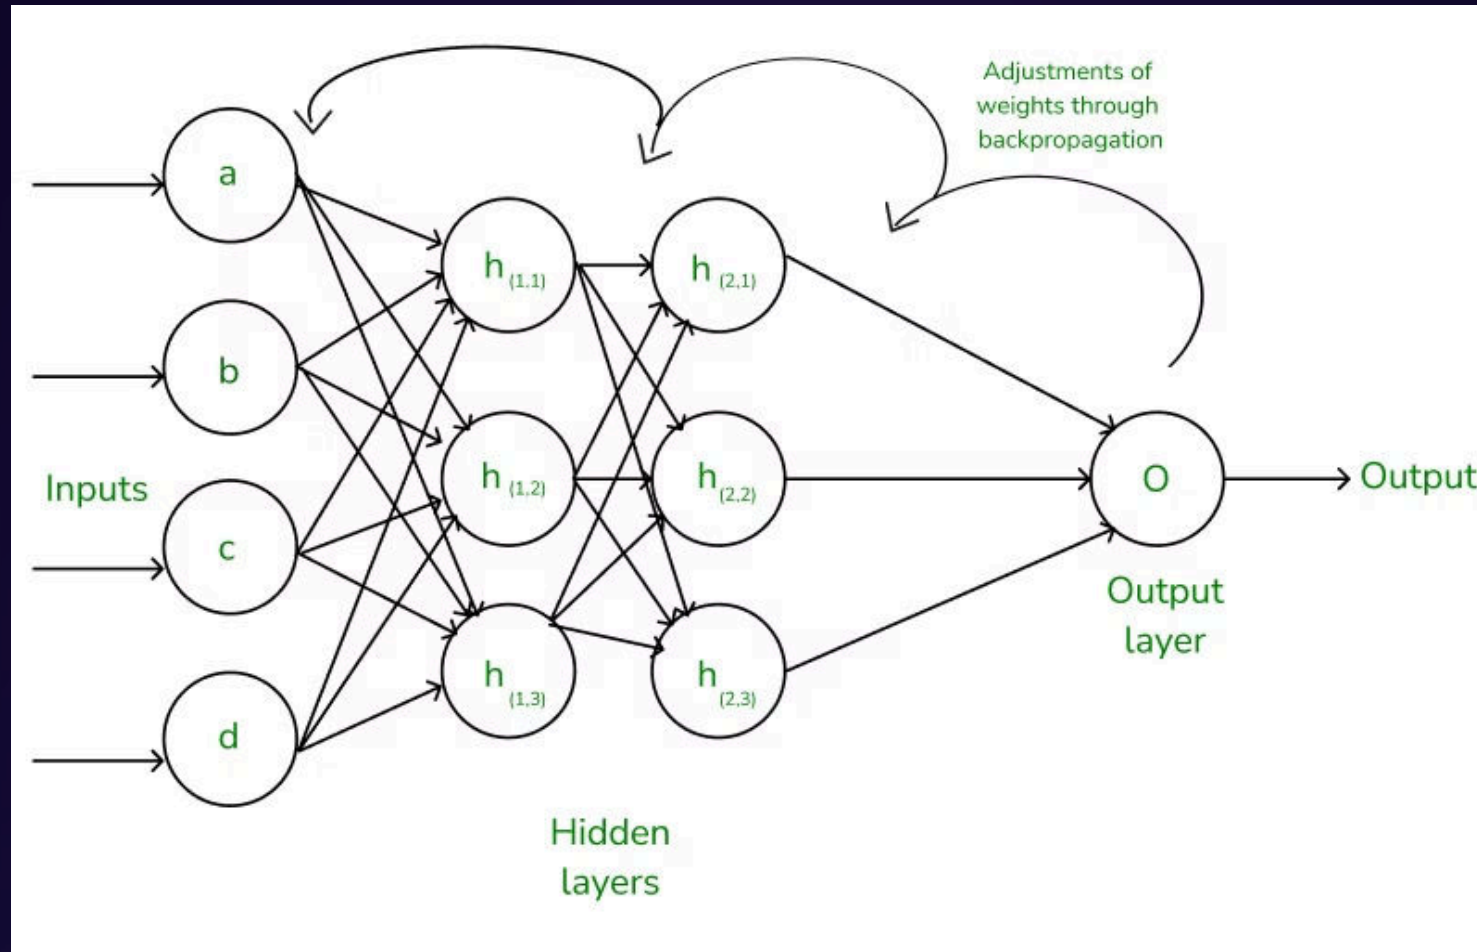 Adjustments of
weights through
backpropagation
a
h (1,1)
h (2,1)
b
Inputs
h (1,2)
h (2,2)
O
Output
c
Output
layer
h (1,3)
h (2,3)
d
Hidden
layers